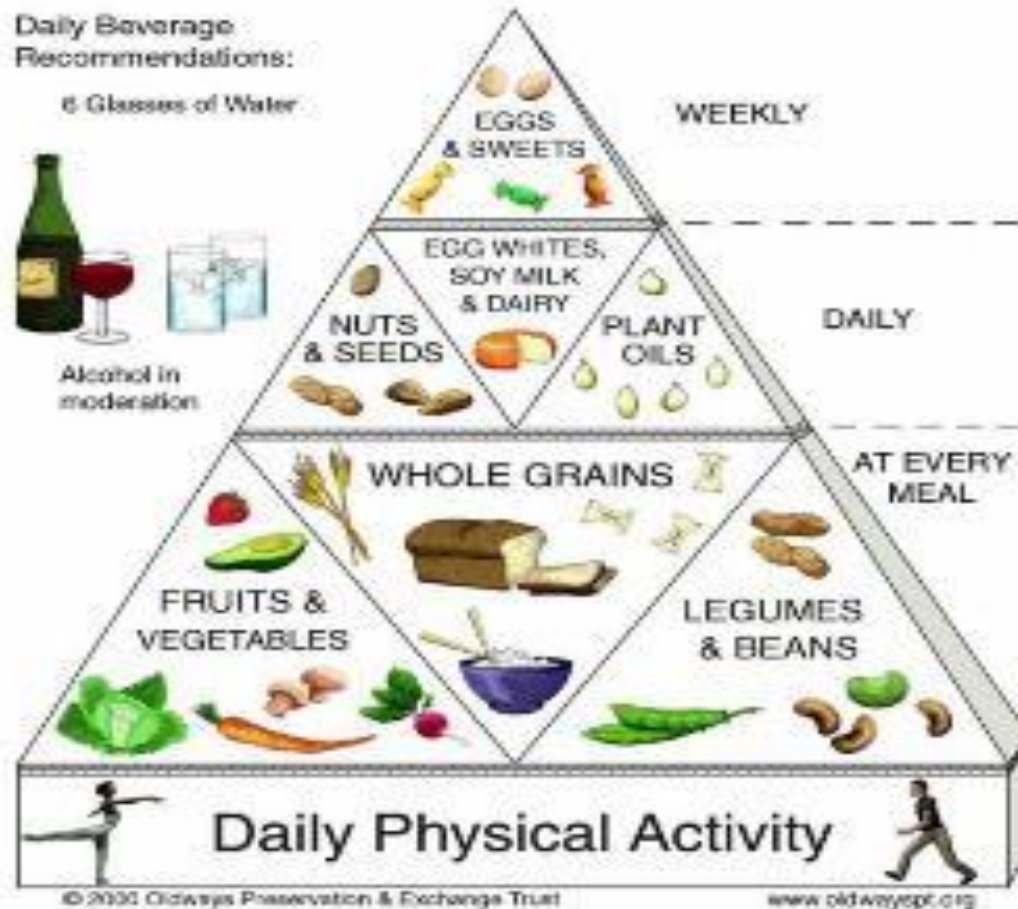 Daily Beverage
Recommendations:
6 Glasses of Water
Alcohol in
moderation
EGGS
& SWEETS
WEEKLY
EGG WHITES,
SOY MILK
& DAIRY
NUTS
& SEEDS
PLANT
OILS
DAILY
WHOLE GRAINS
AT EVERY
MEAL
FRUITS &
VEGETABLES
LEGUMES
& BEANS
Daily Physical Activity
© 2000 Oldways Preservation & Exchange Trust
www.oldwayspt.org